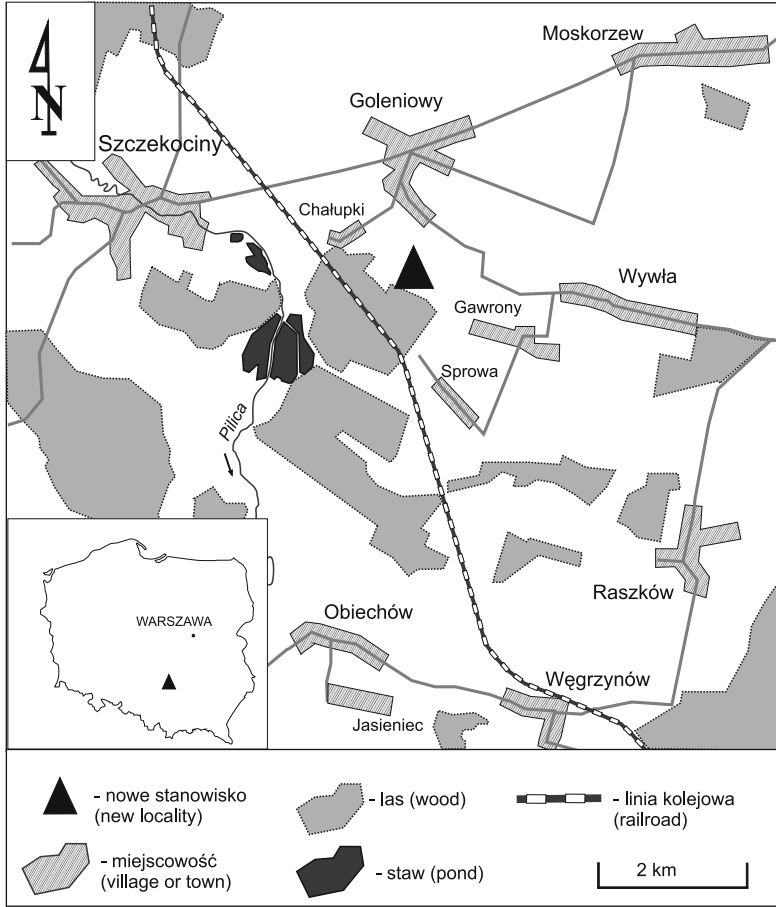 Moskorzew
Goleniowy
N
Szczekociny
Chałupki
Wywła
Gawrony
Sprowa
Pilica
WARSZAWA
Raszków
Obiechów
Węgrzynów
Jasieniec
- nowe stanowisko
(new locality)
- las (wood)
- linia kolejowa
(railroad)
- miejscowość
(village or town)
- staw (pond)
2 km